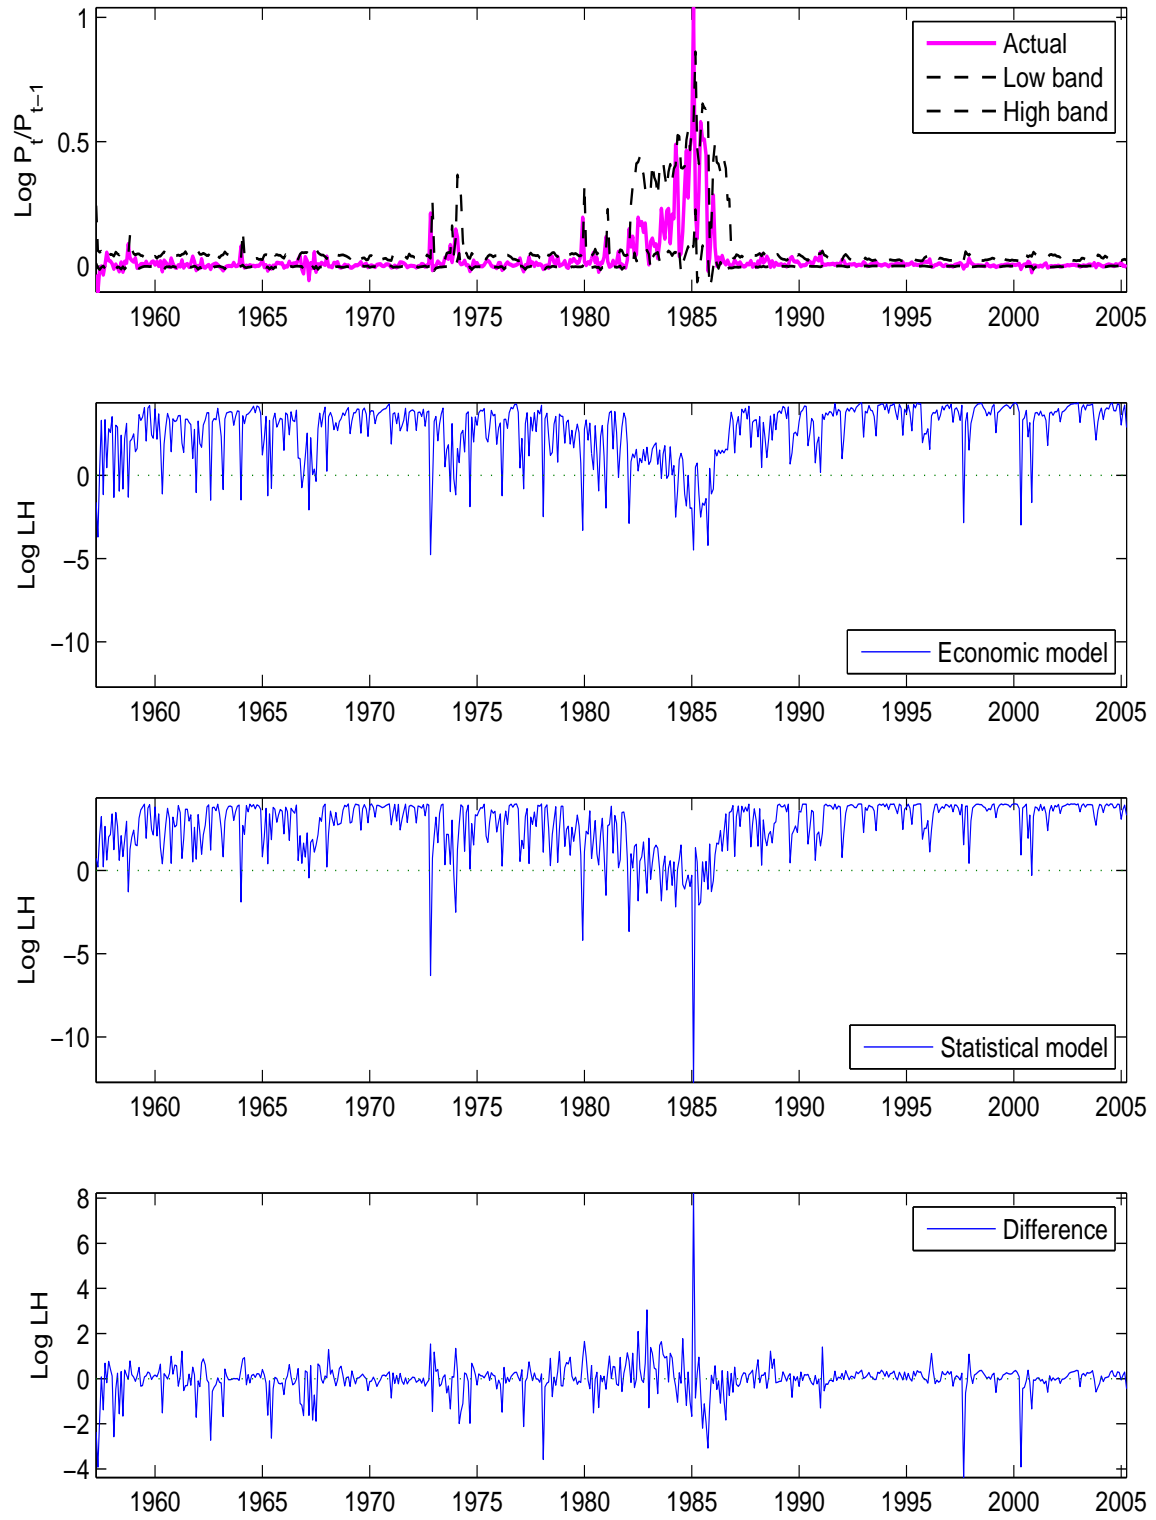 1
0.5
0
Log P_t/P_{t−1}
Actual
Low band
High band
1960 1965 1970 1975 1980 1985 1990 1995 2000 2005
0
−5
−10
Log LH
Economic model
1960 1965 1970 1975 1980 1985 1990 1995 2000 2005
0
−5
−10
Log LH
Statistical model
1960 1965 1970 1975 1980 1985 1990 1995 2000 2005
8
6
4
2
0
−2
−4
Log LH
Difference
1960 1965 1970 1975 1980 1985 1990 1995 2000 2005